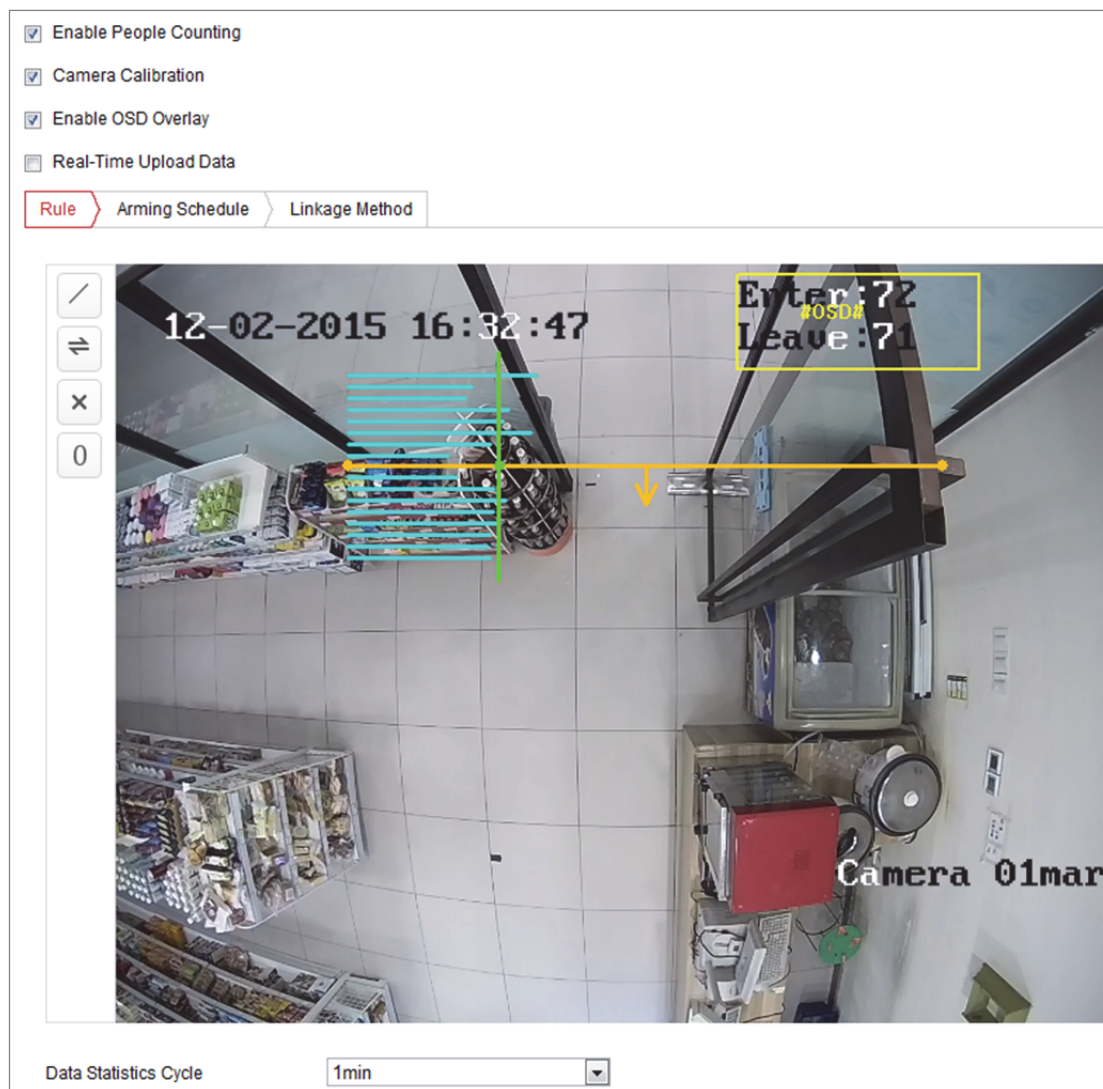 Enable People Counting
Camera Calibration
Enable OSD Overlay
Real-Time Upload Data
Rule Arming Schedule Linkage Method
12-02-2015 16:32:47
Enter:72
#OSD#
Leave:71
0
Camera 01mar
Data Statistics Cycle 1min